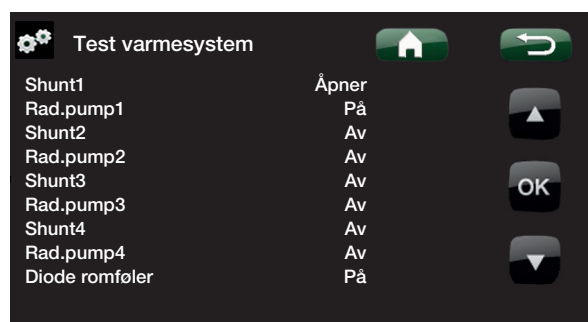 Test varmesystem
Shunt1 Åpner
Rad.pump1 På
Shunt2 Av
Rad.pump2 Av
Shunt3 Av
Rad.pump3 Av
Shunt4 Av
Rad.pump4 Av
Diode romføler På
OK